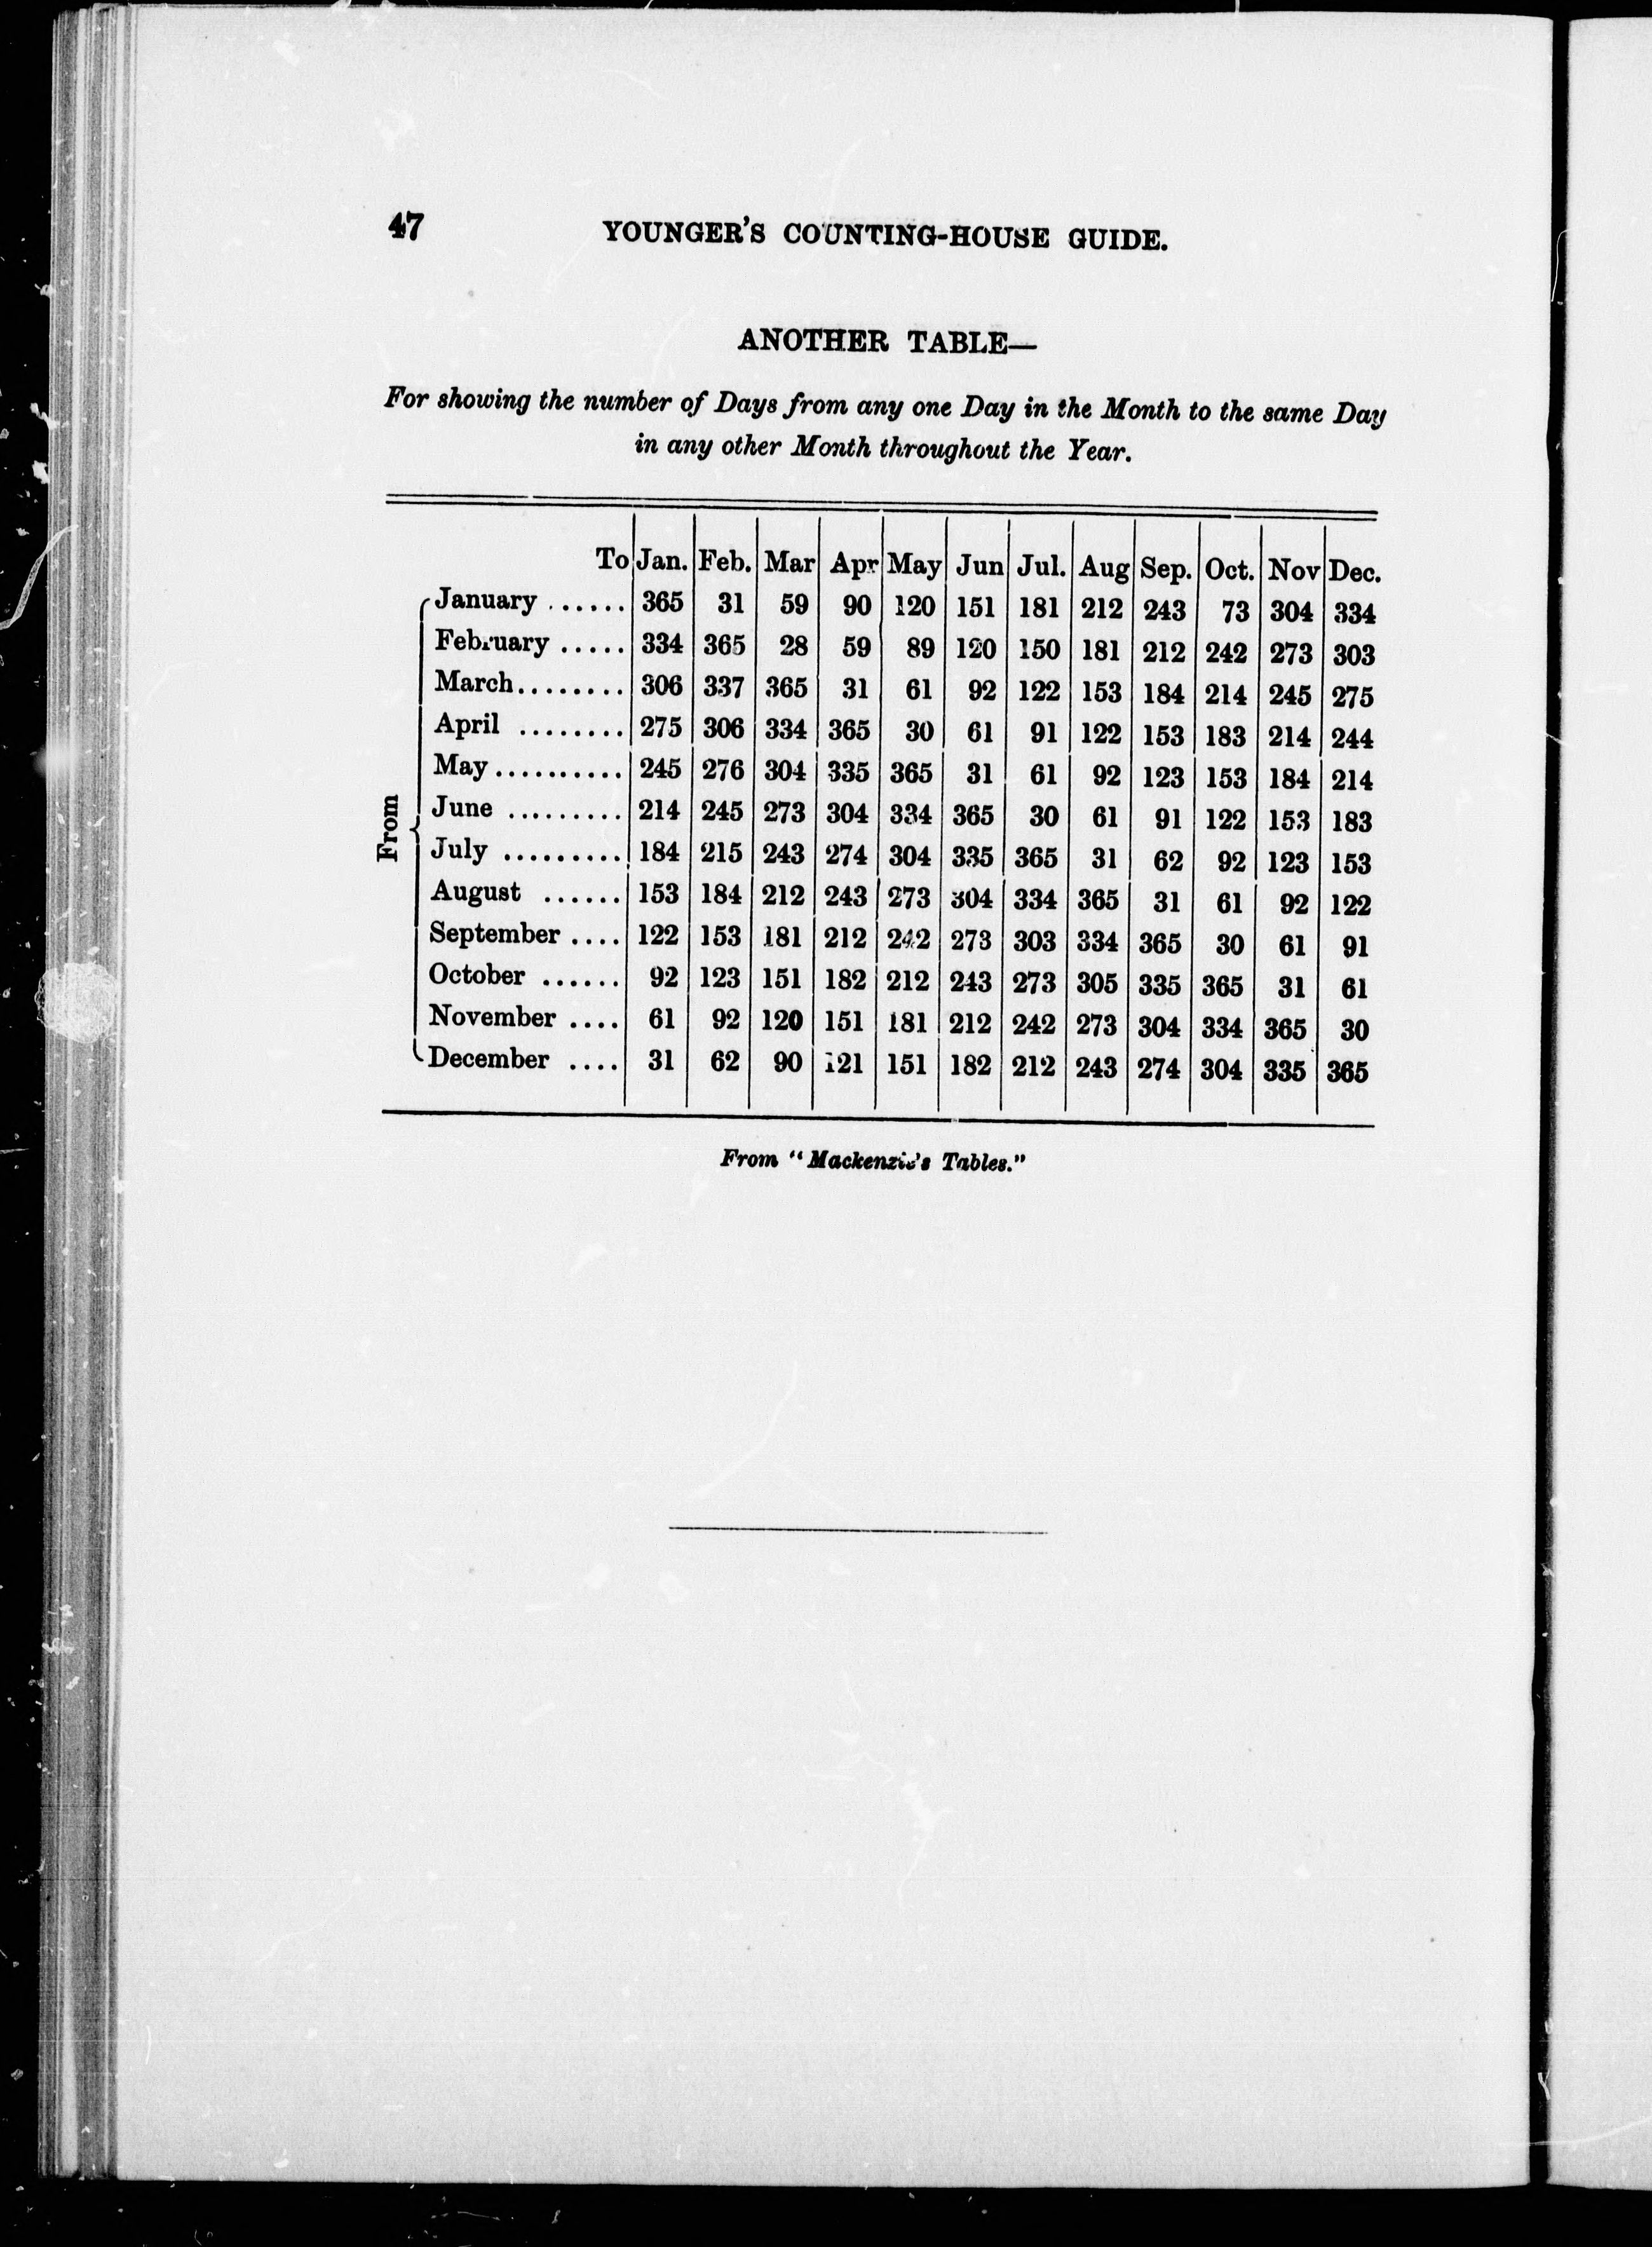 47 YOUNGER'S COUNTING-HOUSE GUIDE.
ANOTHER TABLE—
For showing the number of Days from any one Day in the Month to the same Day
in any other Month throughout the Year.
To Jan. Feb. Mar Apr May Jun Jul. Aug Sep. Oct. Nov Dec.
From
January ...... 365 31 59 90 120 151 181 212 243 73 304 334
February ..... 334 365 28 59 89 120 150 181 212 242 273 303
March........ 306 337 365 31 61 92 122 153 184 214 245 275
April ........ 275 306 334 365 30 61 91 122 153 183 214 244
May.......... 245 276 304 335 365 31 61 92 123 153 184 214
June ......... 214 245 273 304 334 365 30 61 91 122 153 183
July ......... 184 215 243 274 304 335 365 31 62 92 123 153
August ...... 153 184 212 243 273 304 334 365 31 61 92 122
September .... 122 153 181 212 242 273 303 334 365 30 61 91
October ...... 92 123 151 182 212 243 273 305 335 365 31 61
November .... 61 92 120 151 181 212 242 273 304 334 365 30
December .... 31 62 90 121 151 182 212 243 274 304 335 365
From "Mackenzie's Tables."